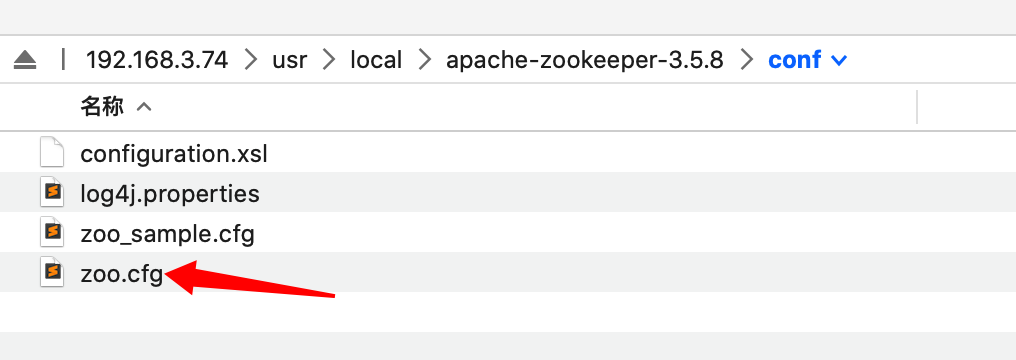 192.168.3.74 usr local apache-zookeeper-3.5.8 conf
名称
configuration.xsl
log4j.properties
zoo_sample.cfg
zoo.cfg